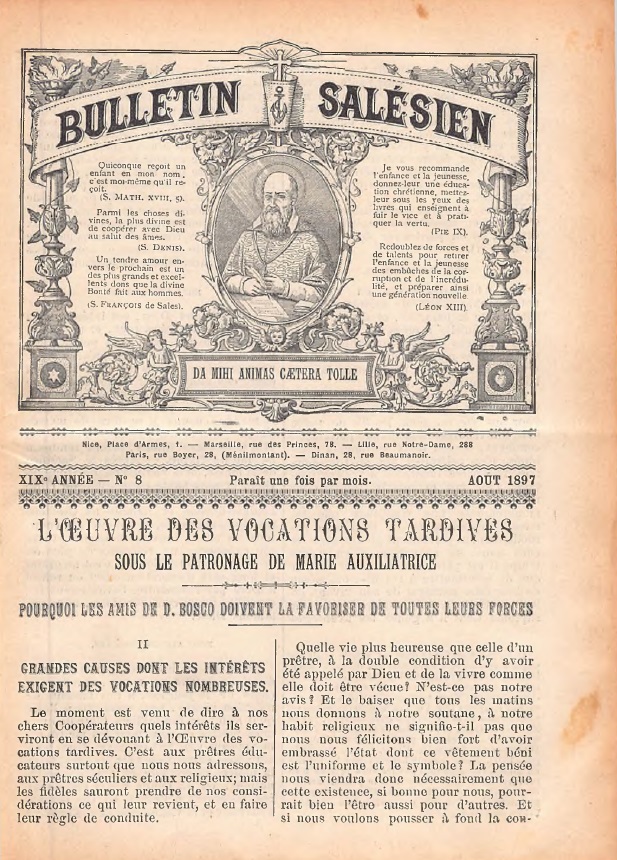 BULLETIN SALÉSIEN
Quiconque reçoit un
enfant en mon nom,
c'est moi-même qu'il re-
çoit.
(S. MATH. XVIII, 5).
Parmi les choses di-
vines, la plus divine est
de coopérer avec Dieu
au salut des âmes.
(S. DENIS).
Un tendre amour en-
vers le prochain est un
des plus grands et excel-
lents dons que la divine
Bonté fait aux hommes.
(S. FRANÇOIS de Sales).
Je vous recommande
l'enfance et la jeunesse,
donnez-leur une éduca-
tion chrétienne, mettez-
leur sous les yeux des
livres qui enseignent à
fuir le vice et à prati-
quer la vertu.
(PIE IX).
Redoublez de forces et
de talents pour retirer
l'enfance et la jeunesse
des embûches de la cor-
ruption et de l'incrédu-
lité, et préparer ainsi
une génération nouvelle
(LÉON XIII)
DA MIHI ANIMAS CÆTERA TOLLE
Nice, Place d'Armes, 1. — Marseille, rue des Princes, 78. — Lille, rue Notre-Dame, 288
Paris, rue Boyer, 28, (Ménilmontant). — Dinan, 28, rue Beaumanoir.
XIXe ANNÉE — No 8 Paraît une fois par mois. AOUT 1897
L'ŒUVRE DES VOCATIONS TARDIVES
SOUS LE PATRONAGE DE MARIE AUXILIATRICE
POURQUOI LES AMIS DE D. BOSCO DOIVENT LA FAVORISER DE TOUTES LEURS FORCES
II
GRANDES CAUSES DONT LES INTÉRÊTS
EXIGENT DES VOCATIONS NOMBREUSES.
Le moment est venu de dire à nos
chers Coopérateurs quels intérêts ils ser-
viront en se dévouant à l'Œuvre des vo-
cations tardives. C'est aux prêtres édu-
cateurs surtout que nous nous adressons,
aux prêtres séculiers et aux religieux; mais
les fidèles sauront prendre de nos consi-
dérations ce qui leur revient, et en faire
leur règle de conduite.
Quelle vie plus heureuse que celle d'un
prêtre, à la double condition d'y avoir
été appelé par Dieu et de la vivre comme
elle doit être vécue? N'est-ce pas notre
avis? Et le baiser que tous les matins
nous donnons à notre soutane, à notre
habit religieux ne signifie-t-il pas que
nous nous félicitons bien fort d'avoir
embrassé l'état dont ce vêtement béni
est l'uniforme et le symbole? La pensée
nous viendra donc nécessairement que
cette existence, si bonne pour nous, pour-
rait bien l'être aussi pour d'autres. Et
si nous voulons pousser à fond la con-